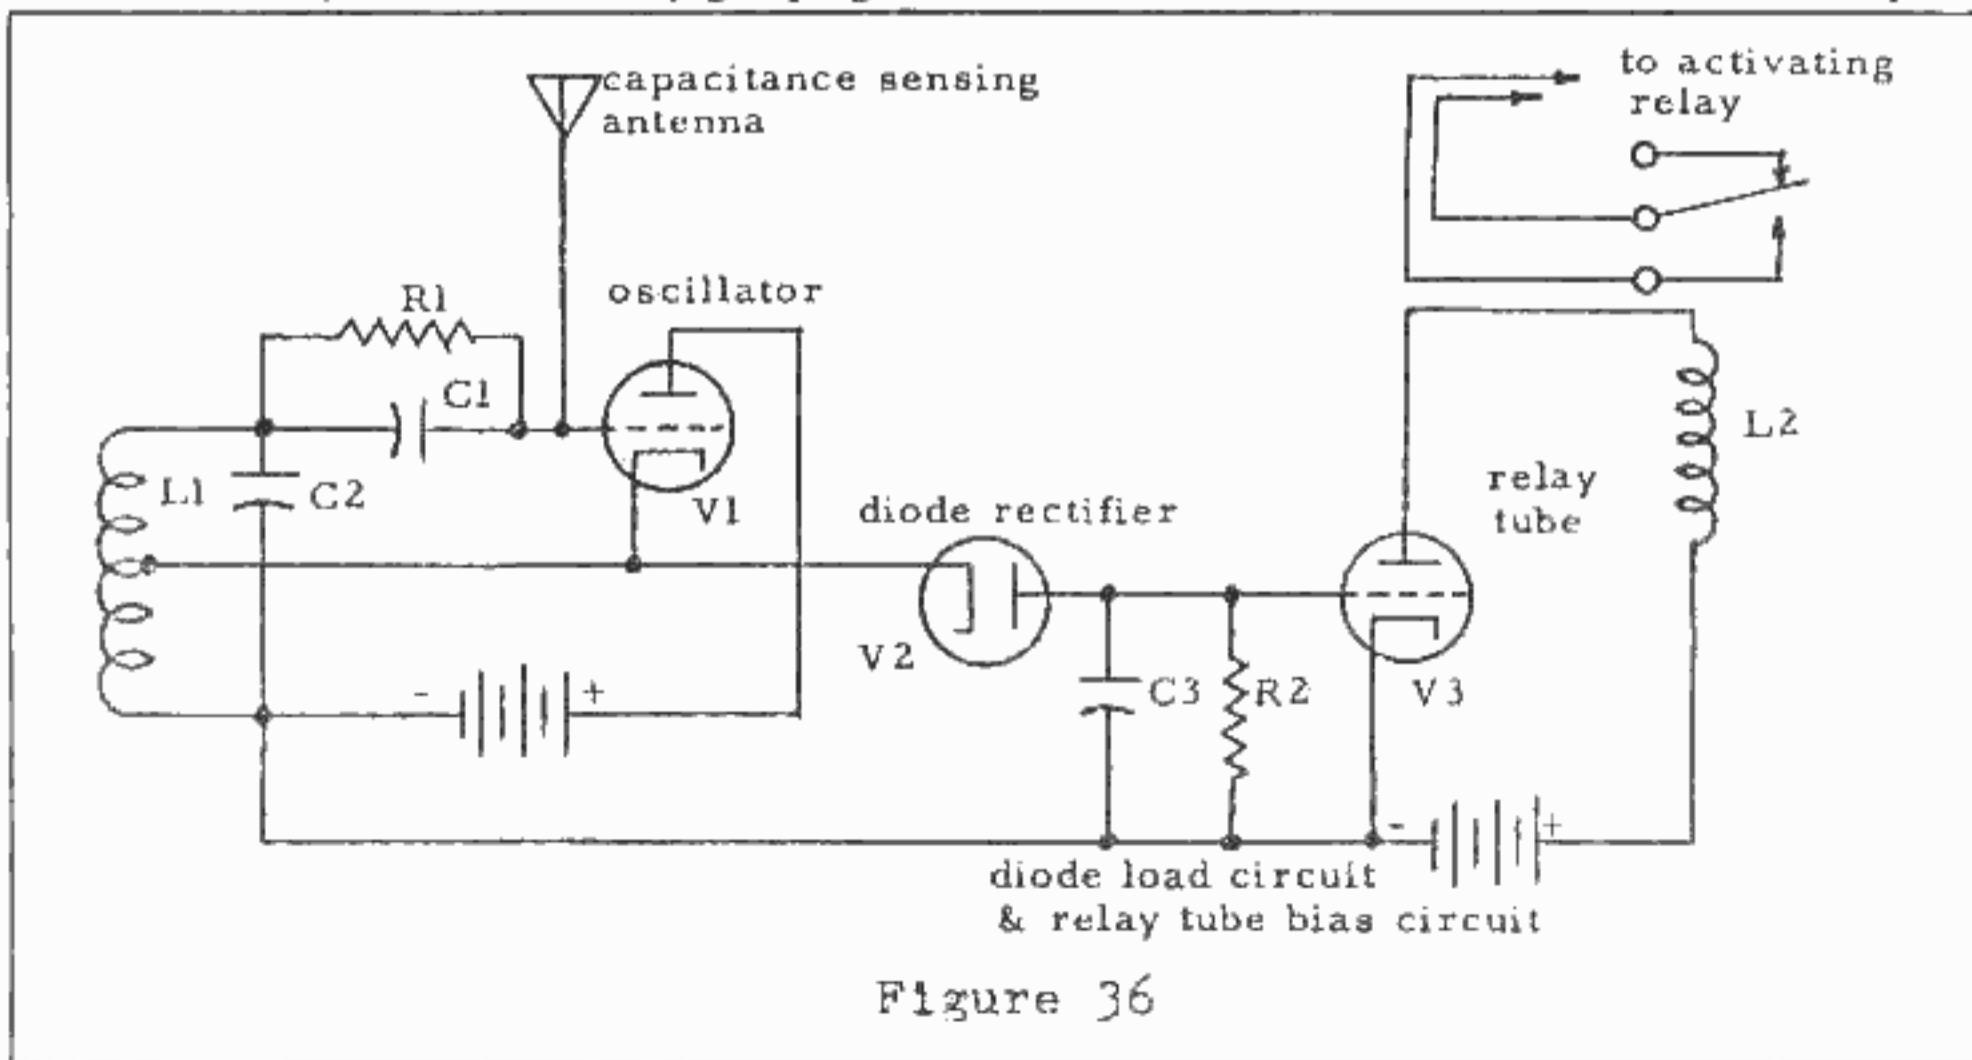 capacitance sensing
antenna
to activating
relay
oscillator
R1
C1
L1
C2
V1
diode rectifier
V2
C3
R2
relay
tube
L2
V3
-
+
-
+
diode load circuit
& relay tube bias circuit
Figure 36